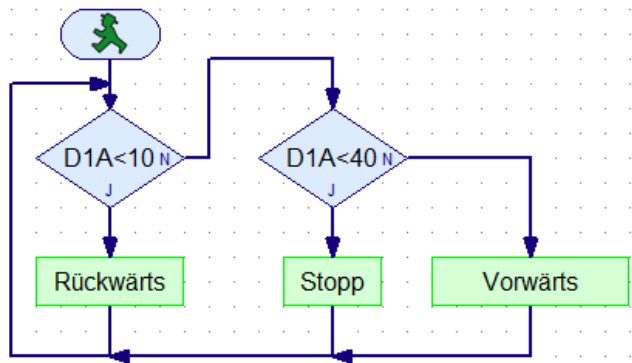 D1A<10 N
J
D1A<40 N
J
Rückwärts
Stopp
Vorwärts